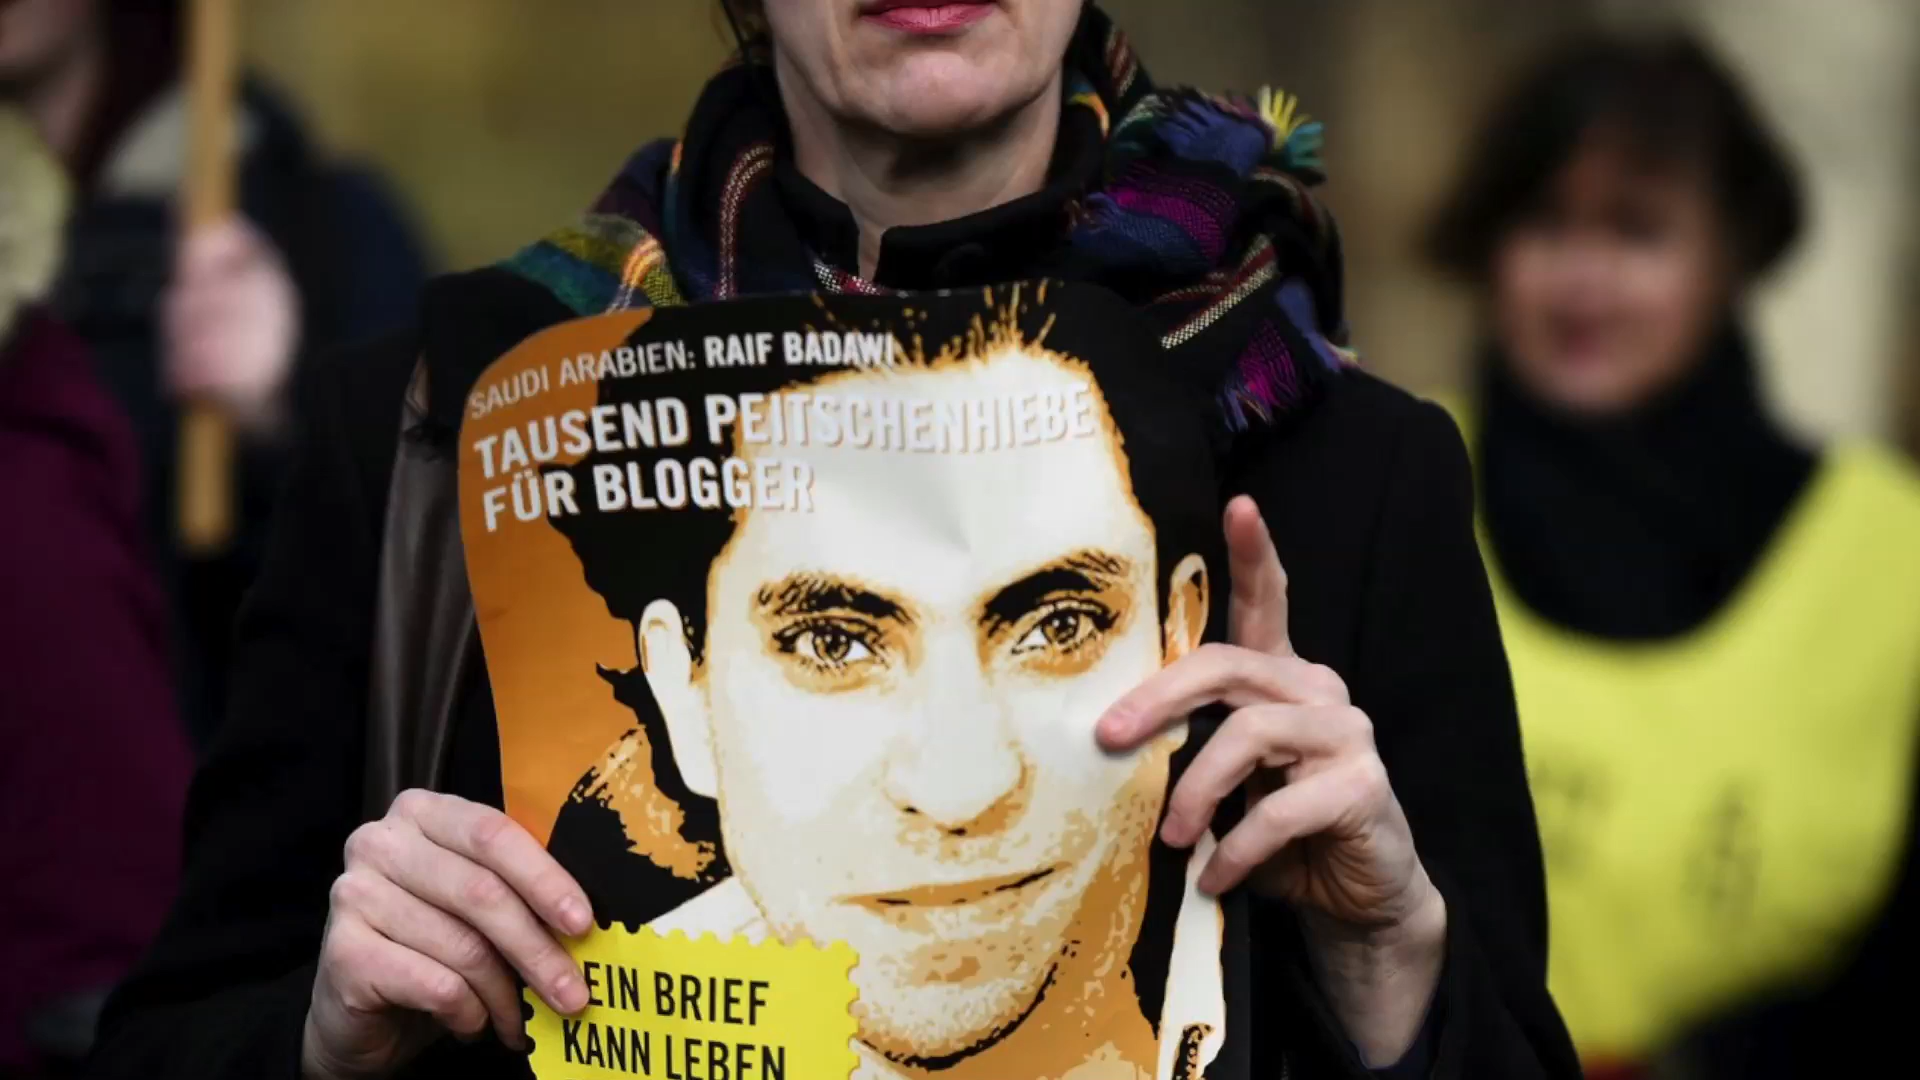 SAUDI ARABIEN: RAIF BADAWI
TAUSEND PEITSCHENHIEBE
FÜR BLOGGER
EIN BRIEF
KANN LEBEN